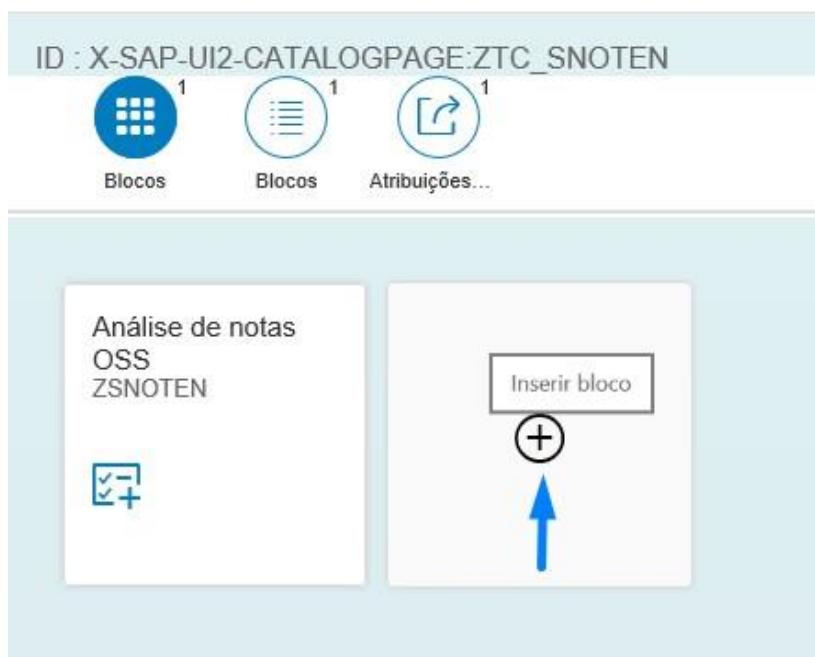 ID : X-SAP-UI2-CATALOGPAGE:ZTC_SNOTEN
1
1
1
Blocos
Blocos
Atribuições...
Análise de notas
OSS
ZSNOTEN
Inserir bloco